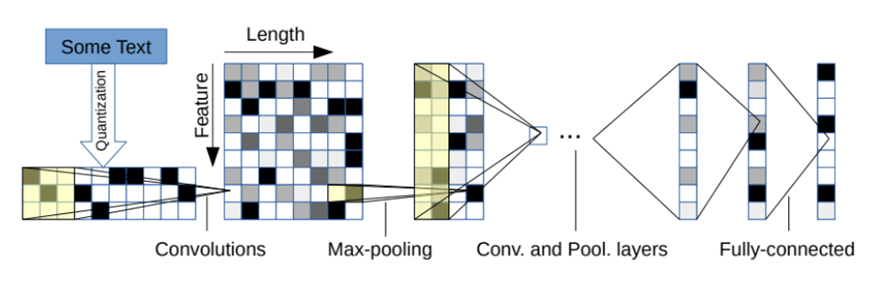 Some Text
Quantization
Length
Feature
...
Convolutions
Max-pooling
Conv. and Pool. layers
Fully-connected